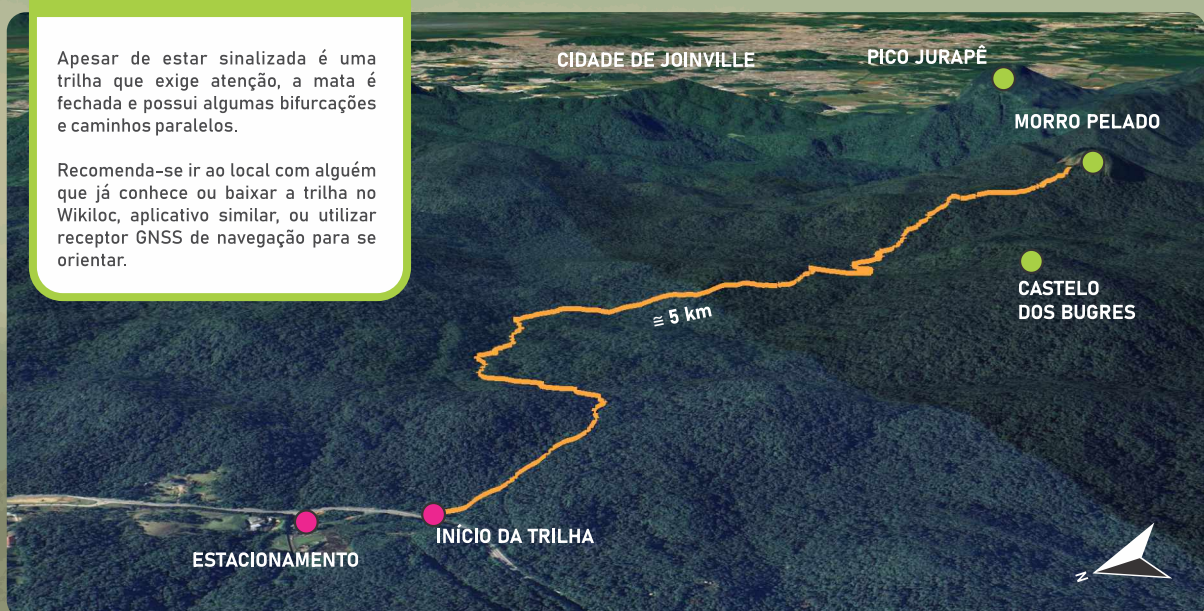 Apesar de estar sinalizada é uma
trilha que exige atenção, a mata é
fechada e possui algumas bifurcações
e caminhos paralelos.
Recomenda-se ir ao local com alguém
que já conhece ou baixar a trilha no
Wikiloc, aplicativo similar, ou utilizar
receptor GNSS de navegação para se
orientar.
CIDADE DE JOINVILLE
PICO JURAPÊ
MORRO PELADO
CASTELO
DOS BUGRES
≅ 5 km
INÍCIO DA TRILHA
ESTACIONAMENTO
N